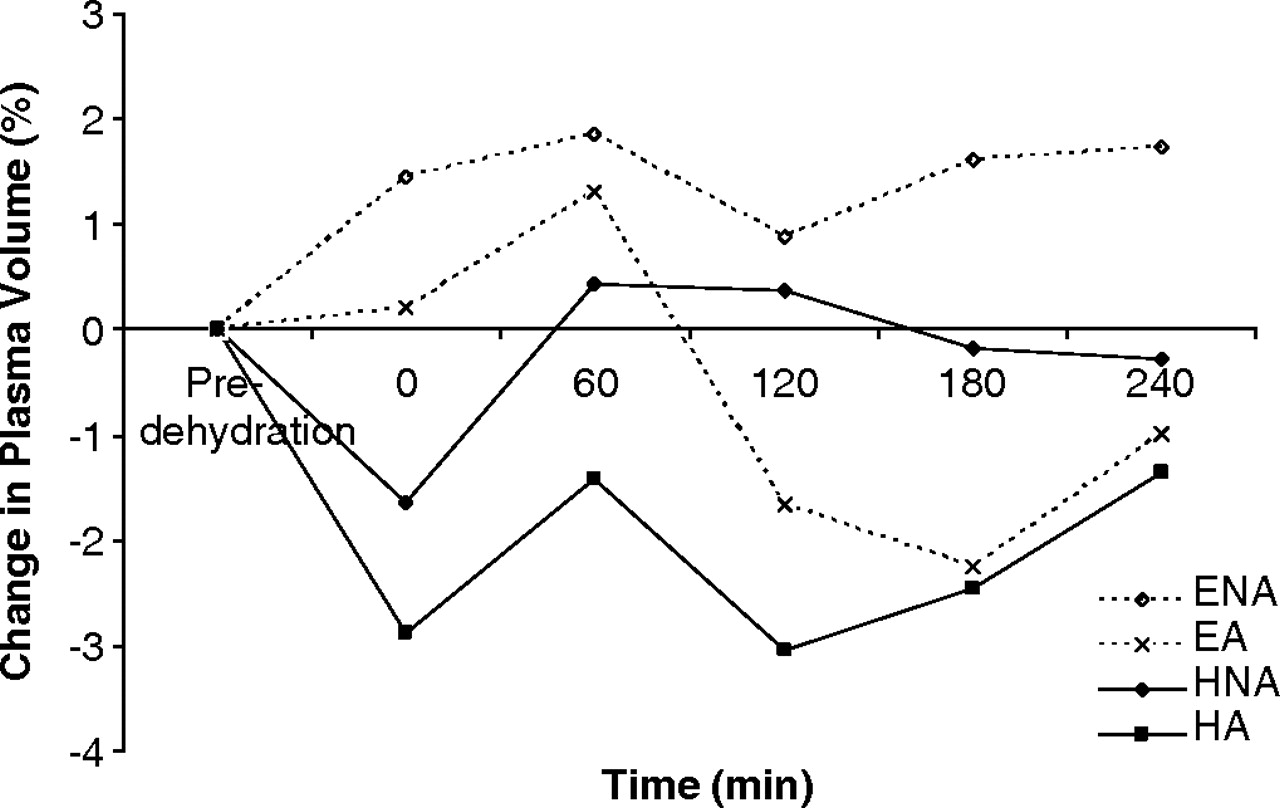 3
2
1
0
-1
-2
-3
-4
Change in Plasma Volume (%)
Pre-
dehydration
0
60
120
180
240
Time (min)
ENA
EA
HNA
HA